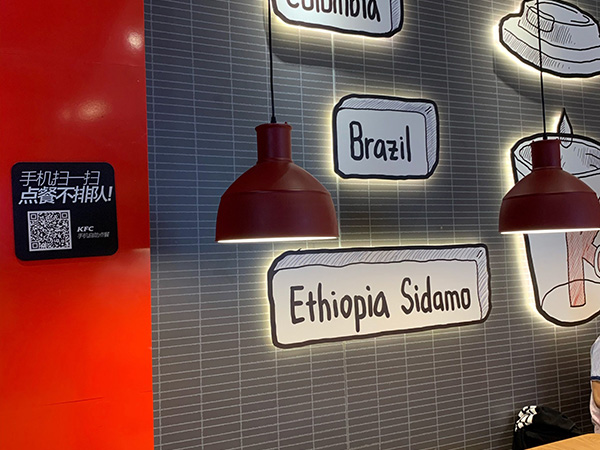 Colombia
Brazil
Ethiopia Sidamo
手机扫一扫
点餐不排队!
KFC